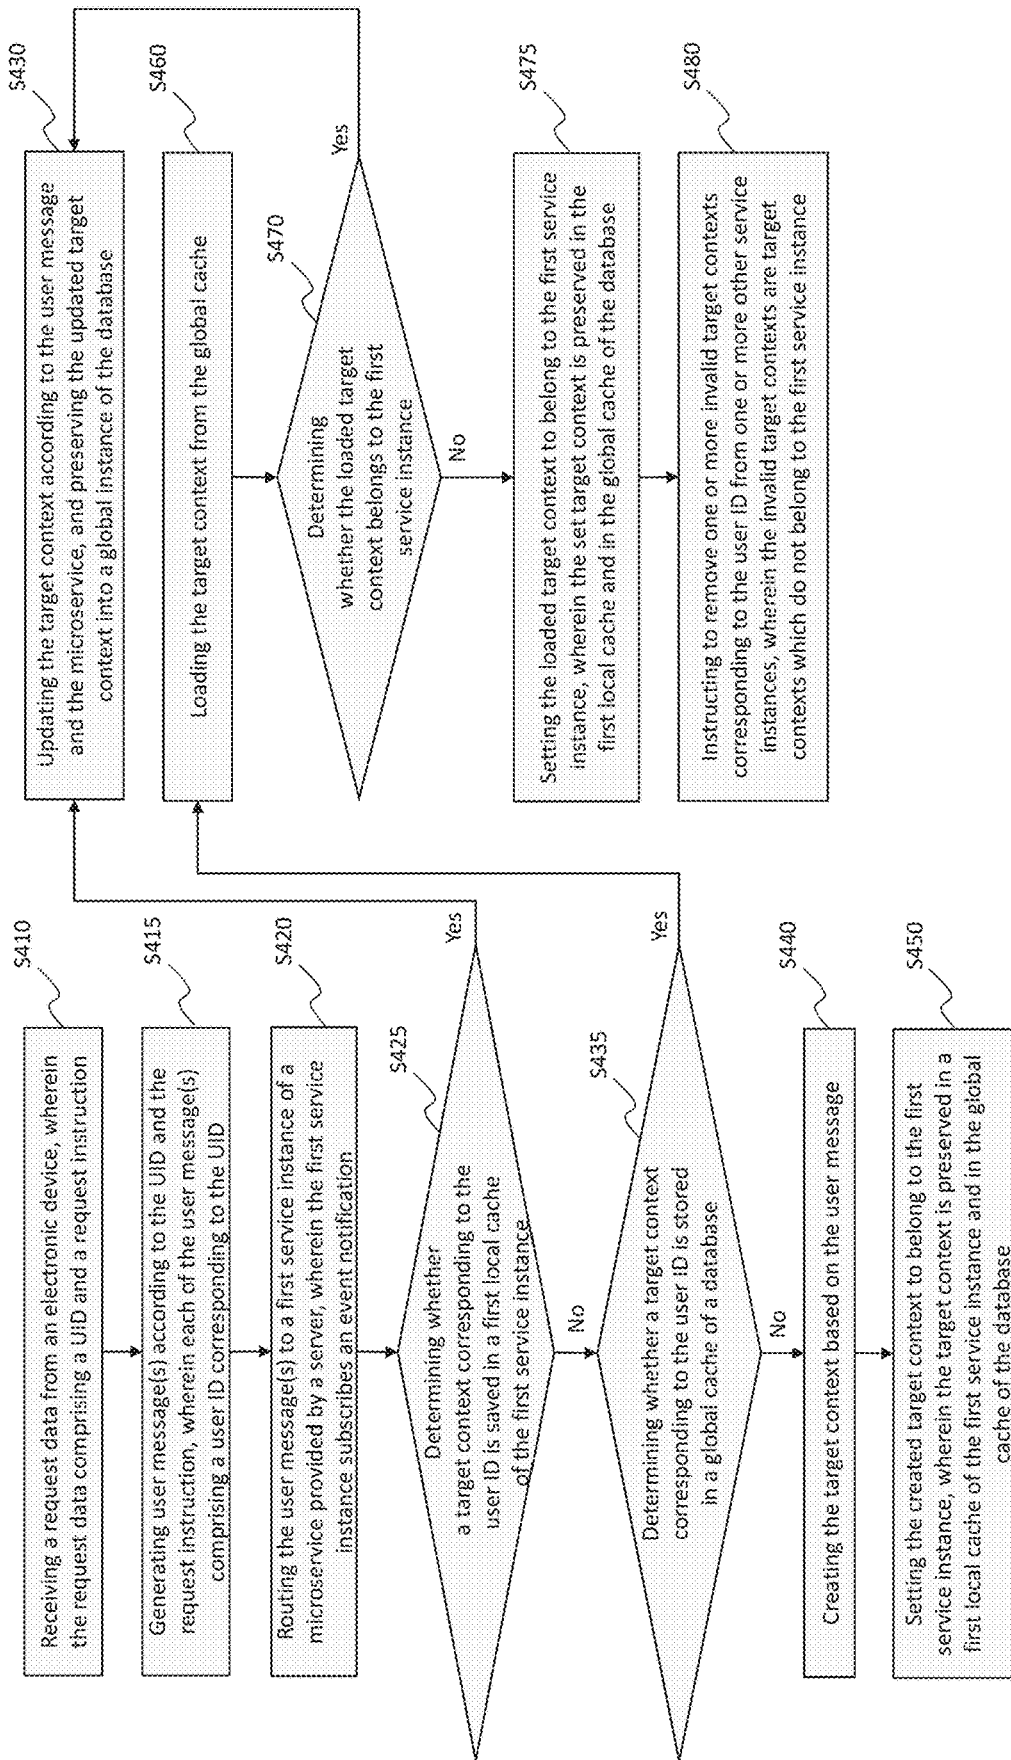 S410
Receiving a request data from an electronic device, wherein
the request data comprising a UID and a request instruction
S415
Generating user message(s) according to the UID and the
request instruction, wherein each of the user message(s)
comprising a user ID corresponding to the UID
S420
Routing the user message(s) to a first service instance of a
microservice provided by a server, wherein the first service
instance subscribes an event notification
S425
Determining whether
a target context corresponding to the
user ID is saved in a first local cache
of the first service instance
Yes
No
S435
Determining whether a target context
corresponding to the user ID is stored
in a global cache of a database
Yes
No
S440
Creating the target context based on the user message
S450
Setting the created target context to belong to the first
service instance, wherein the target context is preserved in a
first local cache of the first service instance and in the global
cache of the database
S430
Updating the target context according to the user message
and the microservice, and preserving the updated target
context into a global instance of the database
S460
Loading the target context from the global cache
S470
Determining
whether the loaded target
context belongs to the first
service instance
Yes
No
S475
Setting the loaded target context to belong to the first service
instance, wherein the set target context is preserved in the
first local cache and in the global cache of the database
S480
Instructing to remove one or more invalid target contexts
corresponding to the user ID from one or more other service
instances, wherein the invalid target contexts are target
contexts which do not belong to the first service instance